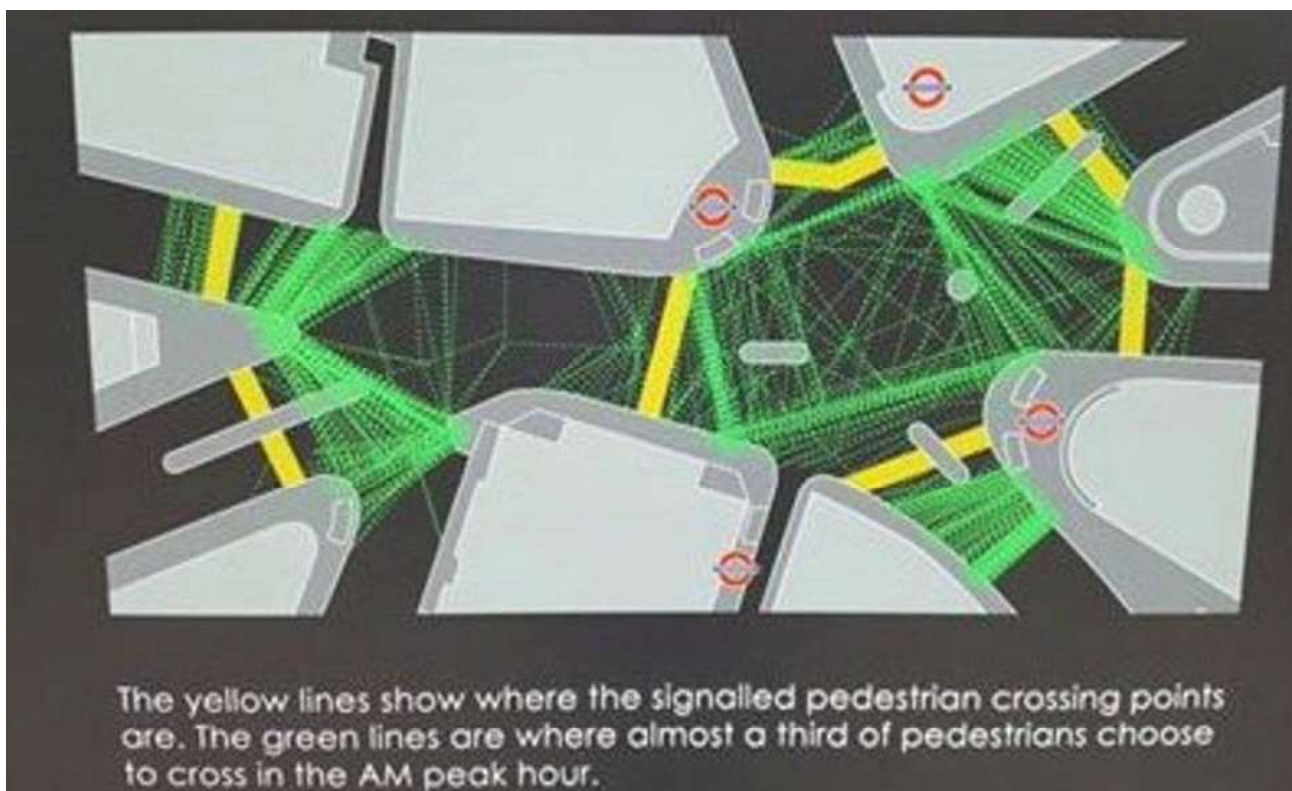 The yellow lines show where the signalled pedestrian crossing points
are. The green lines are where almost a third of pedestrians choose
to cross in the AM peak hour.